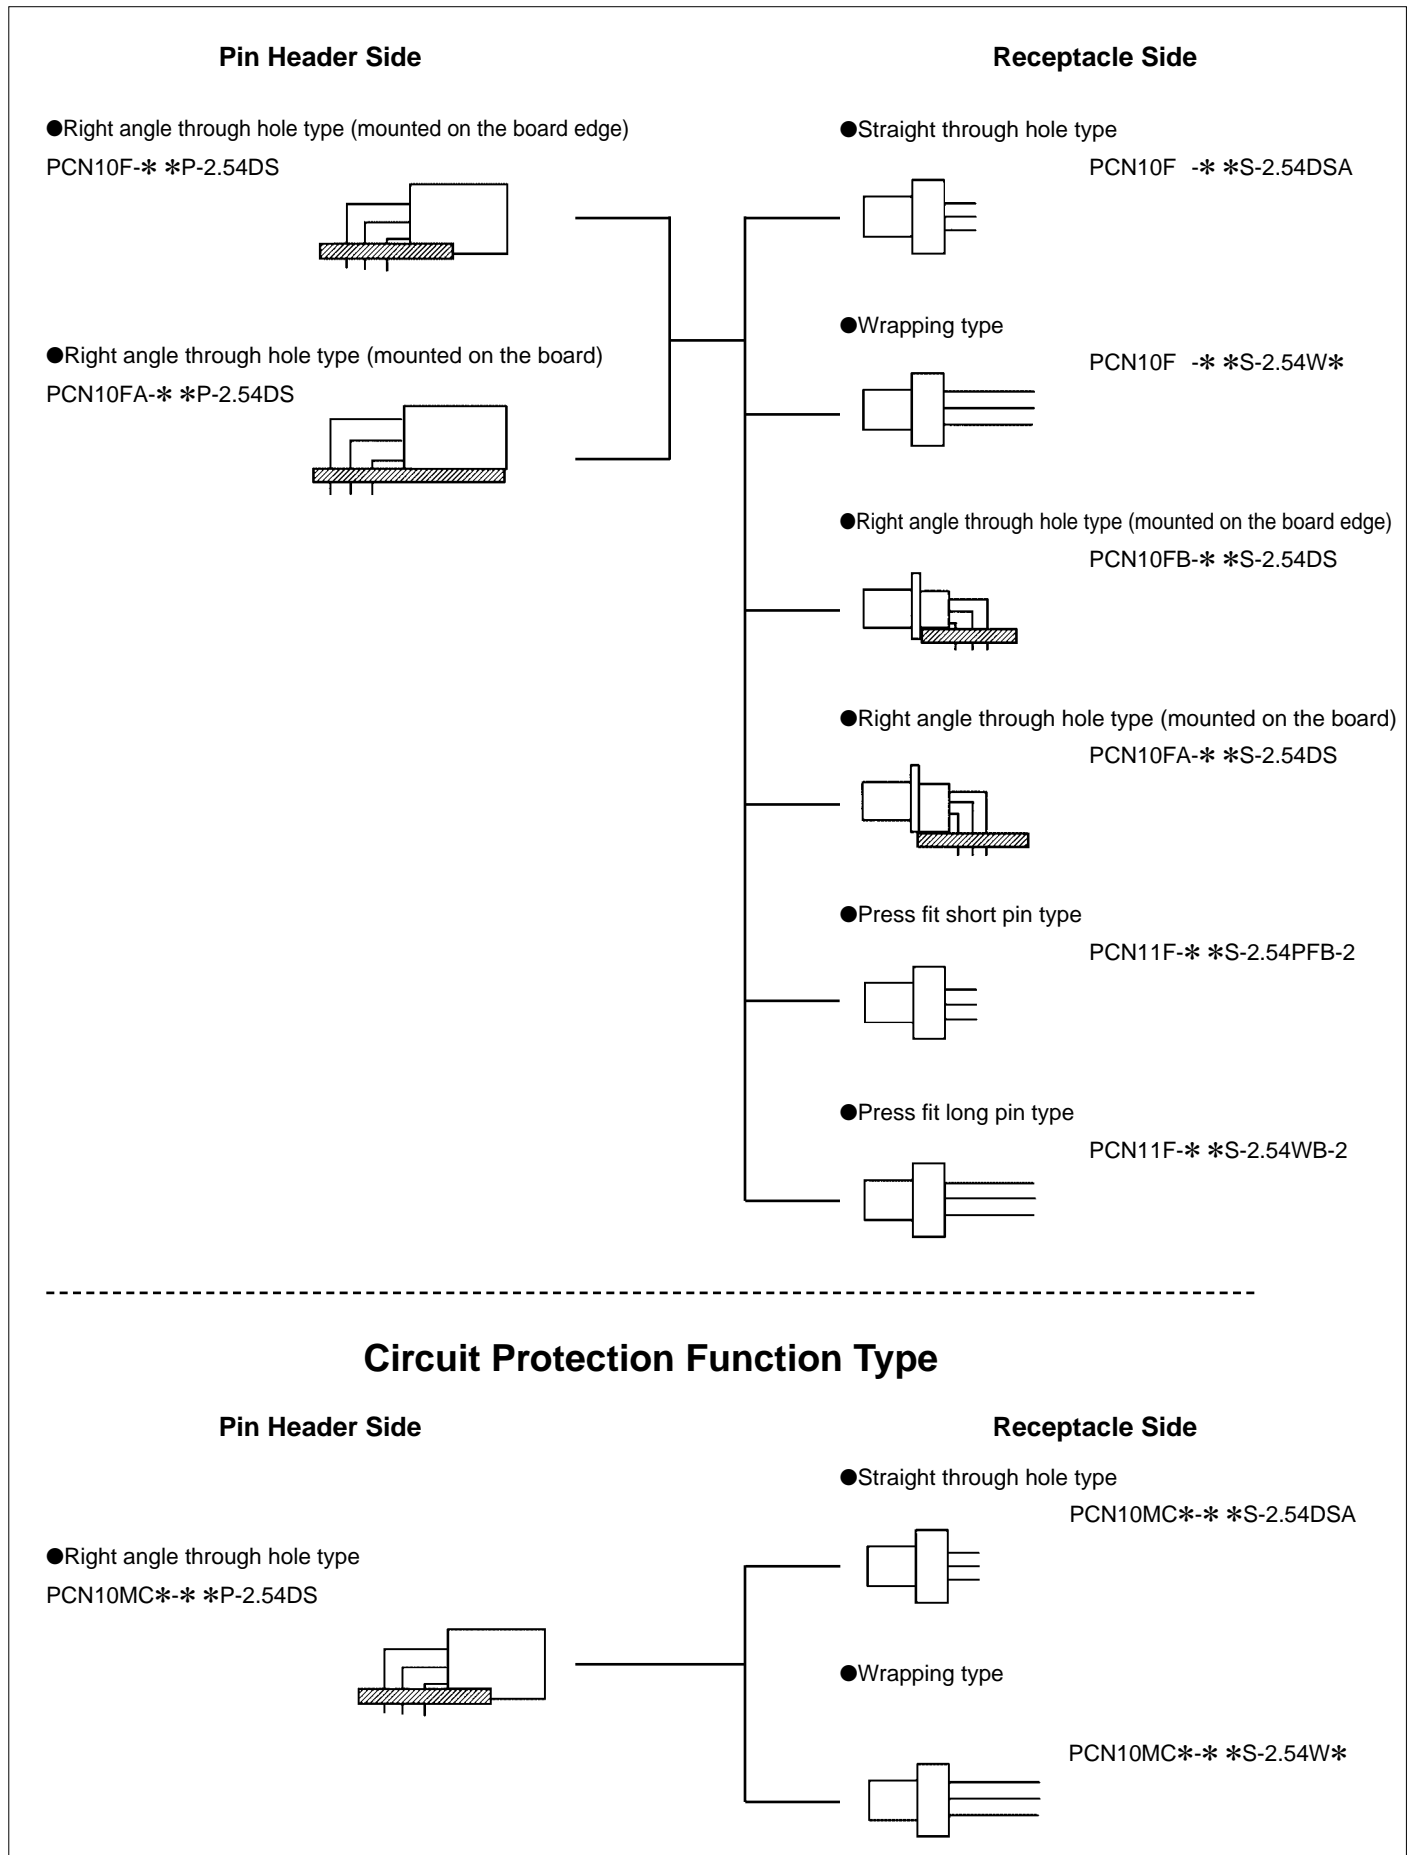 Pin Header Side
Receptacle Side
●Right angle through hole type (mounted on the board edge)
PCN10F-＊ ＊P-2.54DS
●Right angle through hole type (mounted on the board)
PCN10FA-＊ ＊P-2.54DS
●Straight through hole type
PCN10F -＊ ＊S-2.54DSA
●Wrapping type
PCN10F -＊ ＊S-2.54W＊
●Right angle through hole type (mounted on the board edge)
PCN10FB-＊ ＊S-2.54DS
●Right angle through hole type (mounted on the board)
PCN10FA-＊ ＊S-2.54DS
●Press fit short pin type
PCN11F-＊ ＊S-2.54PFB-2
●Press fit long pin type
PCN11F-＊ ＊S-2.54WB-2
Circuit Protection Function Type
Pin Header Side
Receptacle Side
●Right angle through hole type
PCN10MC＊-＊ ＊P-2.54DS
●Straight through hole type
PCN10MC＊-＊ ＊S-2.54DSA
●Wrapping type
PCN10MC＊-＊ ＊S-2.54W＊